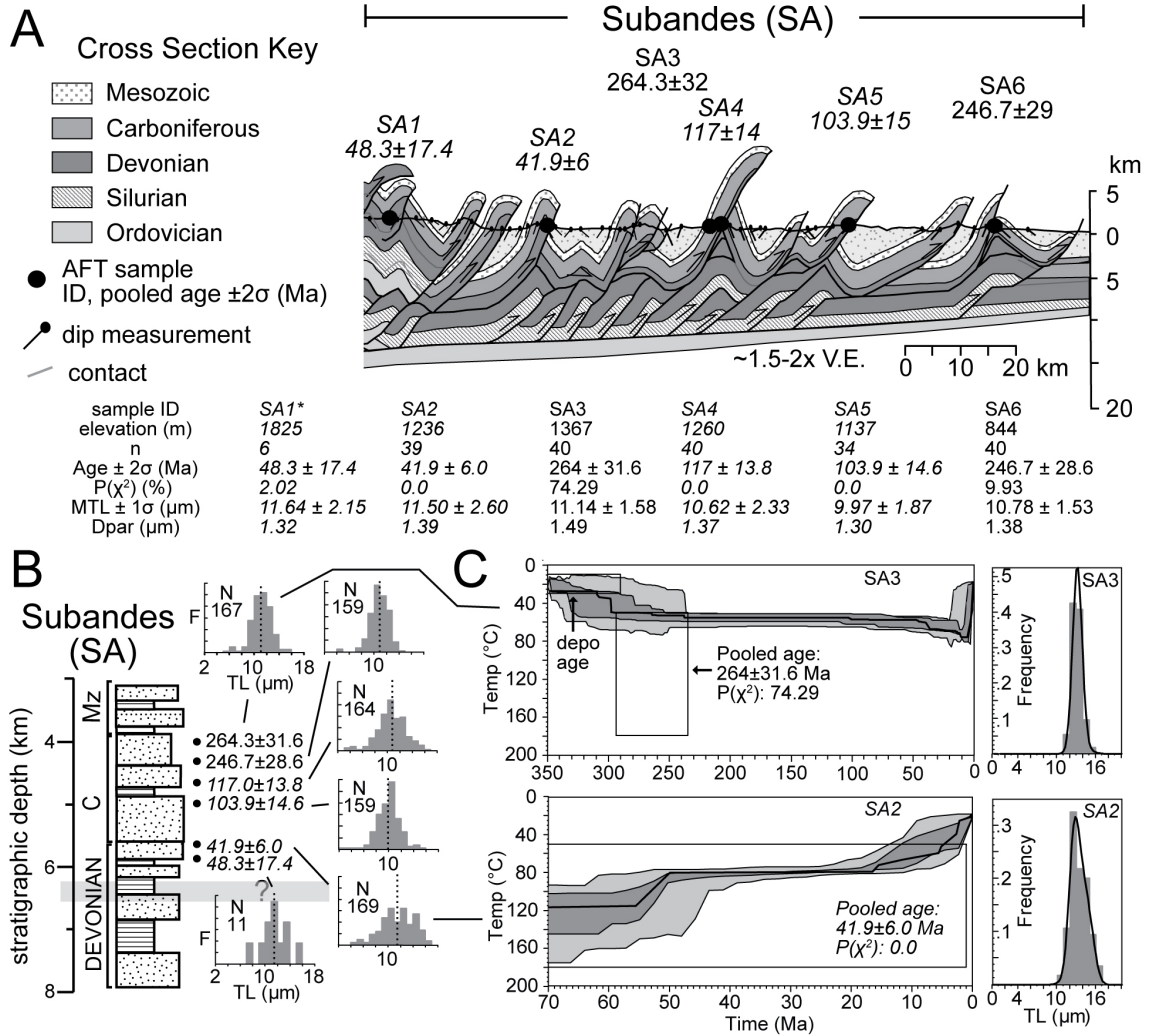 A
Subandes (SA)
Cross Section Key
Mesozoic
Carboniferous
Devonian
Silurian
Ordovician
AFT sample
ID, pooled age ±2σ (Ma)
dip measurement
contact
SA1
48.3±17.4
SA2
41.9±6
SA3
264.3±32
SA4
117±14
SA5
103.9±15
SA6
246.7±29
km
5
0
5
20
~1.5-2x V.E.
0 10 20 km
sample ID SA1* SA2 SA3 SA4 SA5 SA6
elevation (m) 1825 1236 1367 1260 1137 844
n 6 39 40 40 34 40
Age ± 2σ (Ma) 48.3 ± 17.4 41.9 ± 6.0 264 ± 31.6 117 ± 13.8 103.9 ± 14.6 246.7 ± 28.6
P(χ²) (%) 2.02 0.0 74.29 0.0 0.0 9.93
MTL ± 1σ (µm) 11.64 ± 2.15 11.50 ± 2.60 11.14 ± 1.58 10.62 ± 2.33 9.97 ± 1.87 10.78 ± 1.53
Dpar (µm) 1.32 1.39 1.49 1.37 1.30 1.38
B
Subandes
(SA)
stratigraphic depth (km)
4
6
8
Mz
C
DEVONIAN
264.3±31.6
246.7±28.6
117.0±13.8
103.9±14.6
41.9±6.0
48.3±17.4
?
N
167
F
2 10 18
TL (µm)
N
159
10
N
164
10
N
159
10
N
169
10
N
11
F
2 10 18
TL (µm)
C
SA3
Temp (°C)
0
40
80
120
160
200
350 300 250 200 150 100 50 0
depo
age
Pooled age:
264±31.6 Ma
P(χ²): 74.29
SA3
Frequency
.5
.4
.3
.2
.1
0 4 10 16
SA2
Temp (°C)
0
40
80
120
160
200
70 60 50 40 30 20 10 0
Time (Ma)
Pooled age:
41.9±6.0 Ma
P(χ²): 0.0
SA2
Frequency
.3
.2
.1
0 4 10 16
TL (µm)